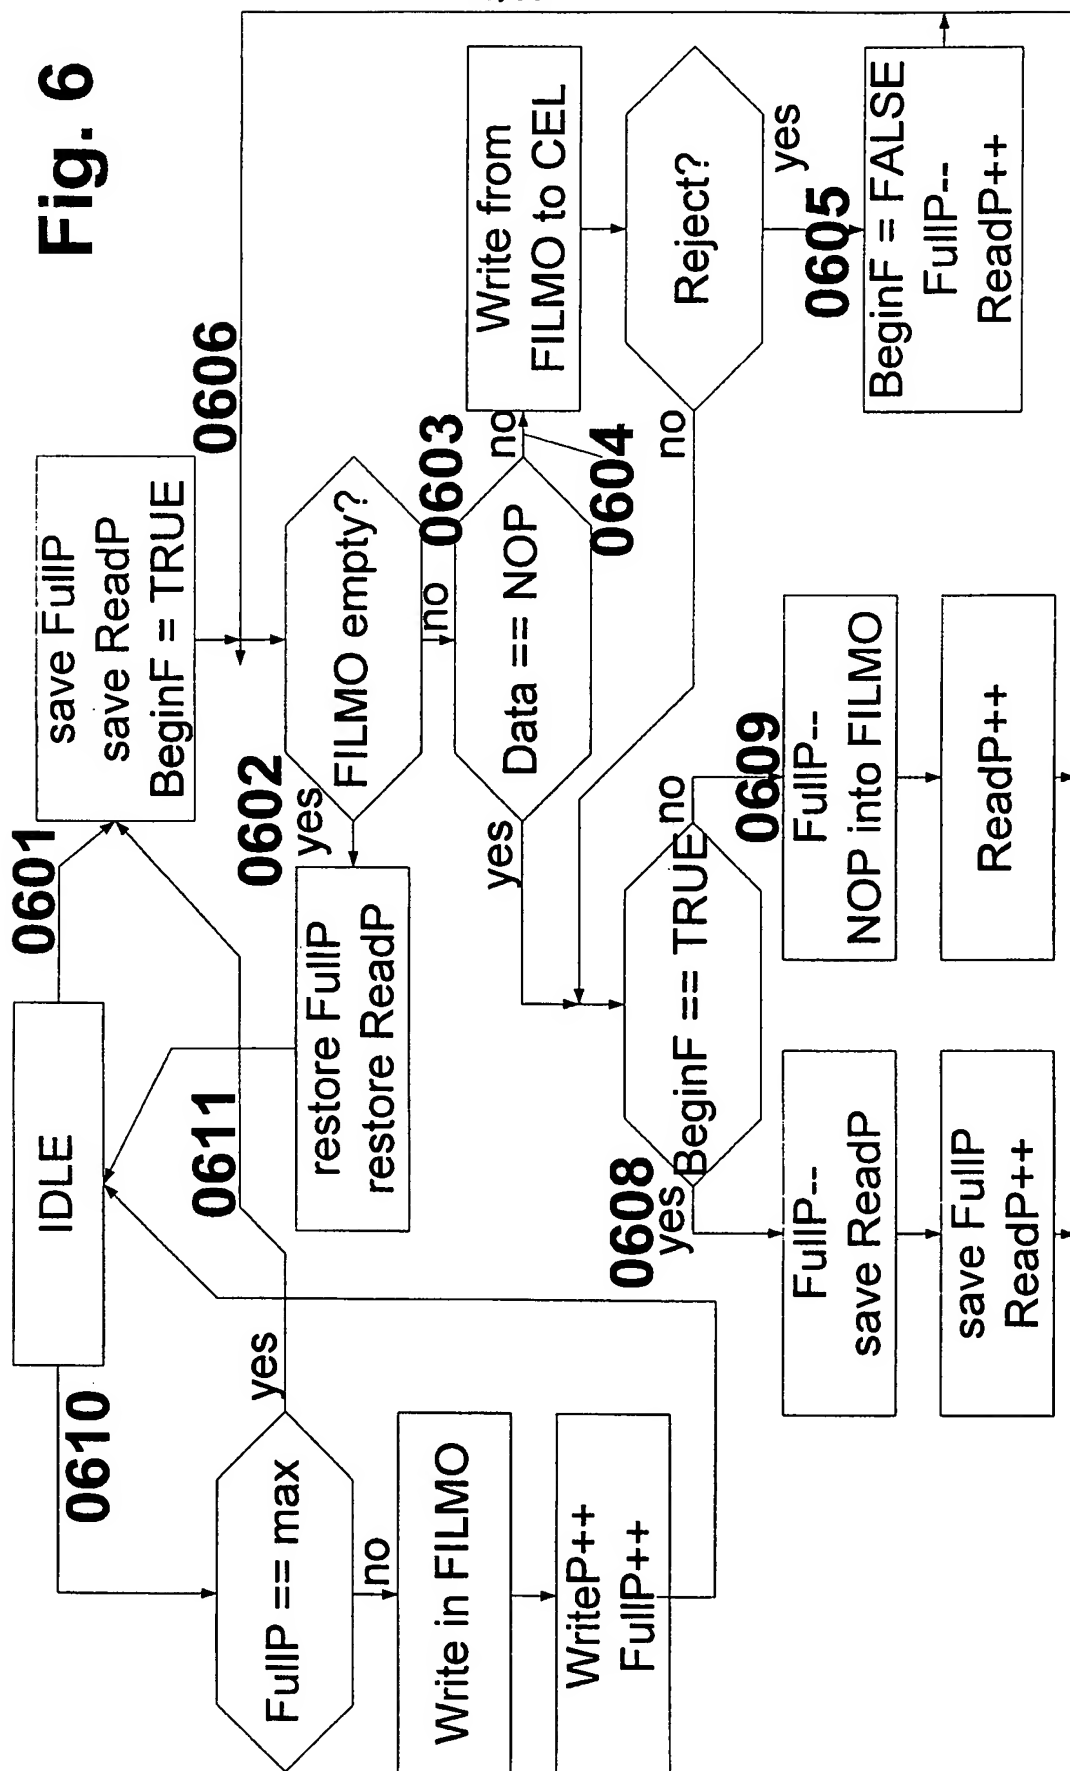 Fig. 6
IDLE
0601
0610
save FullP
save ReadP
BeginF = TRUE
0606
0611
FullP == max
yes
no
Write in FILMO
WriteP++
FullP++
FILMO empty?
0602
yes
no
restore FullP
restore ReadP
0603
Data == NOP
no
yes
0604
Write from
FILMO to CEL
Reject?
no
yes
0605
BeginF = FALSE
FullP--
ReadP++
BeginF == TRUE
0608
yes
no
0609
FullP--
save ReadP
save FullP
ReadP++
FullP--
NOP into FILMO
ReadP++